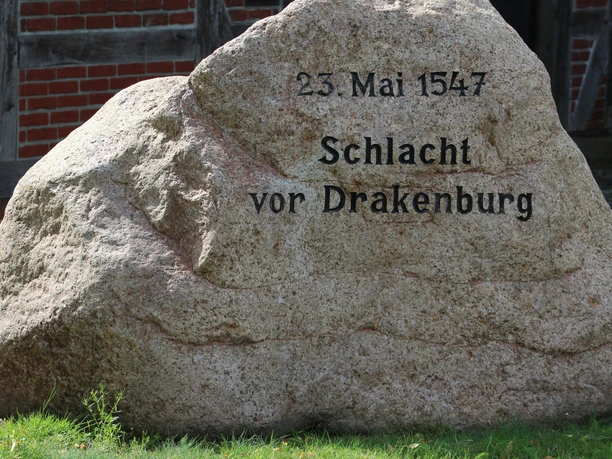 23. Mai 1547
Schlacht
vor Drakenburg